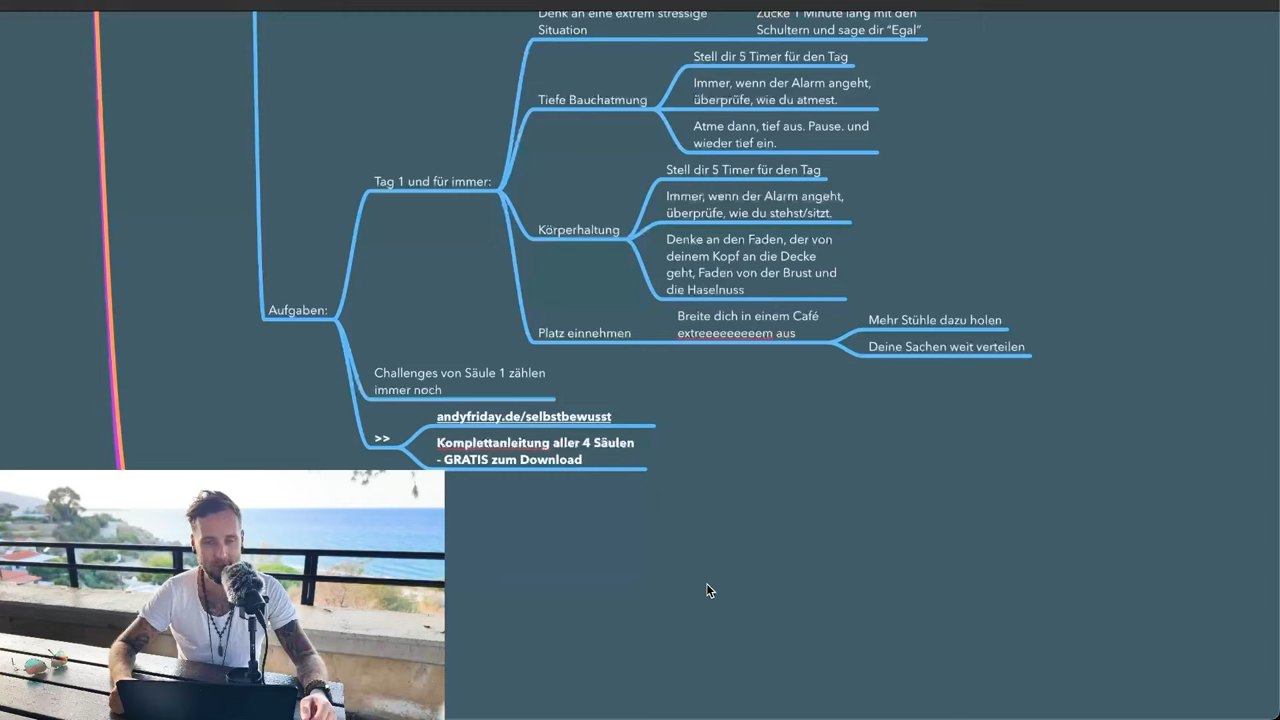 Denk an eine extrem stressige
Situation
Zucke 1 Minute lang mit den
Schultern und sage dir “Egal”
Stell dir 5 Timer für den Tag
Tiefe Bauchatmung
Immer, wenn der Alarm angeht,
überprüfe, wie du atmest.
Atme dann, tief aus. Pause. und
wieder tief ein.
Tag 1 und für immer:
Stell dir 5 Timer für den Tag
Immer, wenn der Alarm angeht,
überprüfe, wie du stehst/sitzt.
Körperhaltung
Denke an den Faden, der von
deinem Kopf an die Decke
geht, Faden von der Brust und
die Haselnuss
Aufgaben:
Platz einnehmen
Breite dich in einem Café
extreeeeeeeeem aus
Mehr Stühle dazu holen
Deine Sachen weit verteilen
Challenges von Säule 1 zählen
immer noch
>>
andyfriday.de/selbstbewusst
Komplettanleitung aller 4 Säulen
- GRATIS zum Download